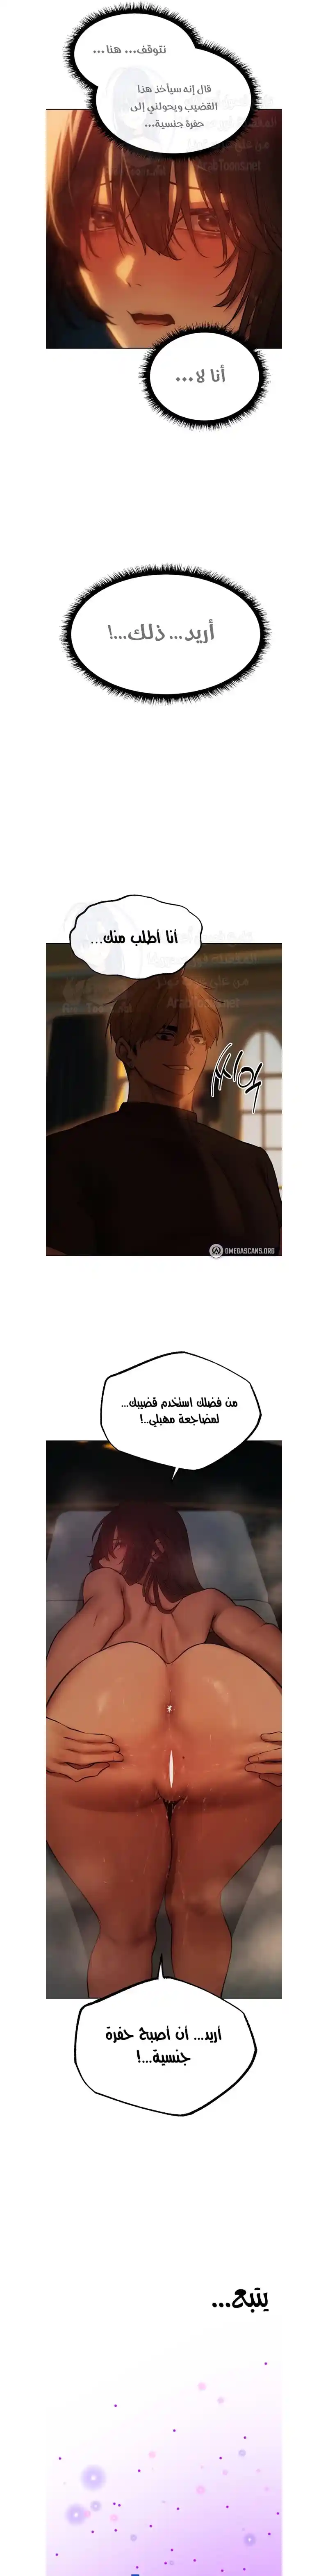 نتوقف... هنا...
قال إنه سيأخذ هذا
القضيب ويحولني إلى
حفرة جنسية...
أنا لا...
أريد... ذلك...!
أنا أطلب منك...
OMEGASCANS.ORG
من فضلك استخدم قضيبك...
لمضاجعة مهبلي..!
أريد... أن أصبح حفرة
جنسية...!
يتبع...